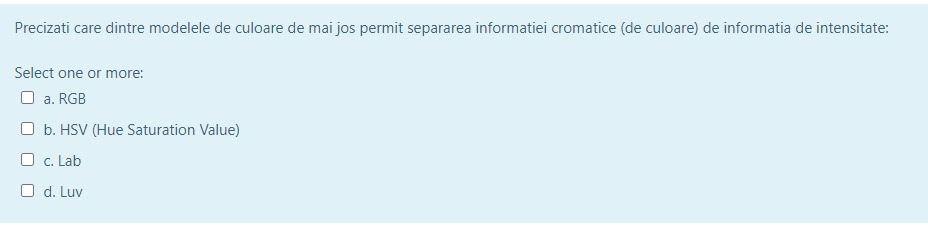 Precizati care dintre modelele de culoare de mai jos permit separarea informatiei cromatice (de culoare) de informatia de intensitate:
Select one or more:
a. RGB
b. HSV (Hue Saturation Value)
c. Lab
d. Luv